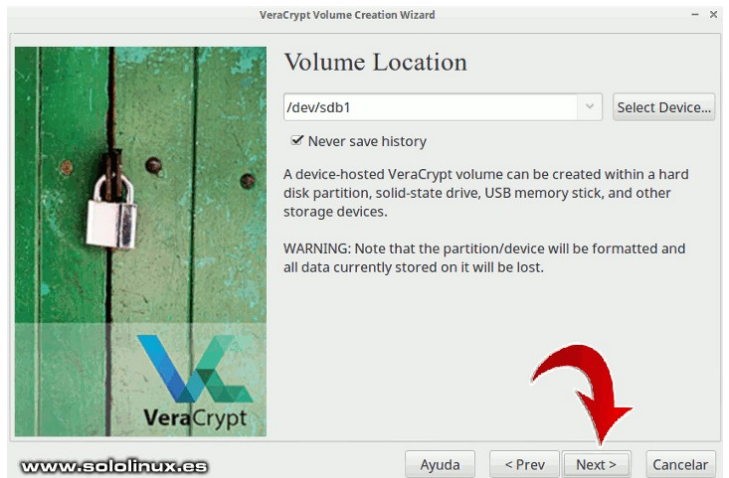 VeraCrypt Volume Creation Wizard
Volume Location
/dev/sdb1
Select Device...
Never save history
A device-hosted VeraCrypt volume can be created within a hard
disk partition, solid-state drive, USB memory stick, and other
storage devices.
WARNING: Note that the partition/device will be formatted and
all data currently stored on it will be lost.
VeraCrypt
www.sololinux.es
Ayuda
< Prev
Next >
Cancelar